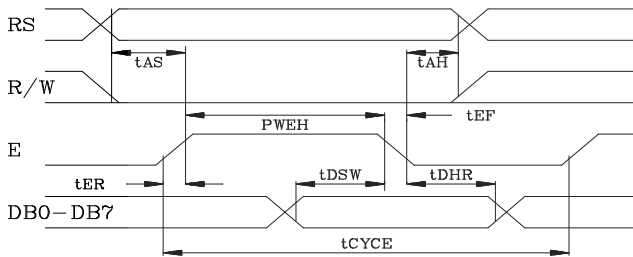 RS
tAS
tAH
R/W
PWEH
tEF
E
tER
tDSW
tDHR
DB0-DB7
tCYCE